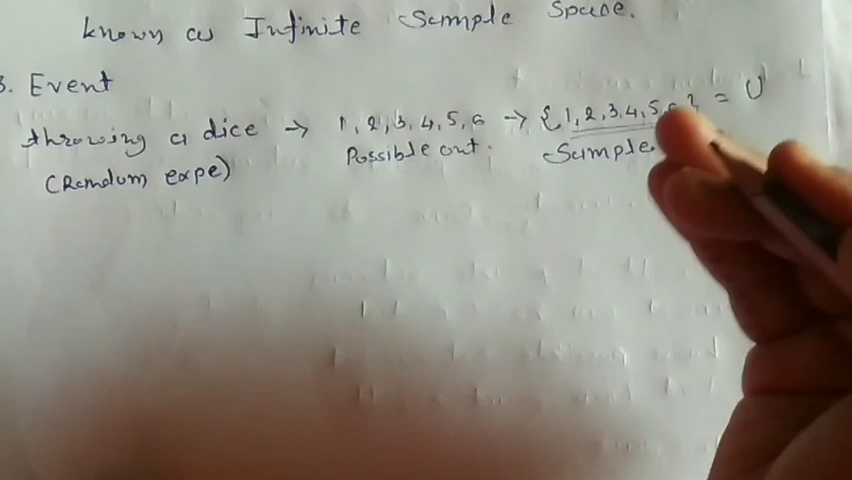 known as Infinite Sample Space.
3. Event
throwing a dice → 1, 2, 3, 4, 5, 6 → {1, 2, 3, 4, 5, 6} = U
(Random expe) Possible out. Sample.